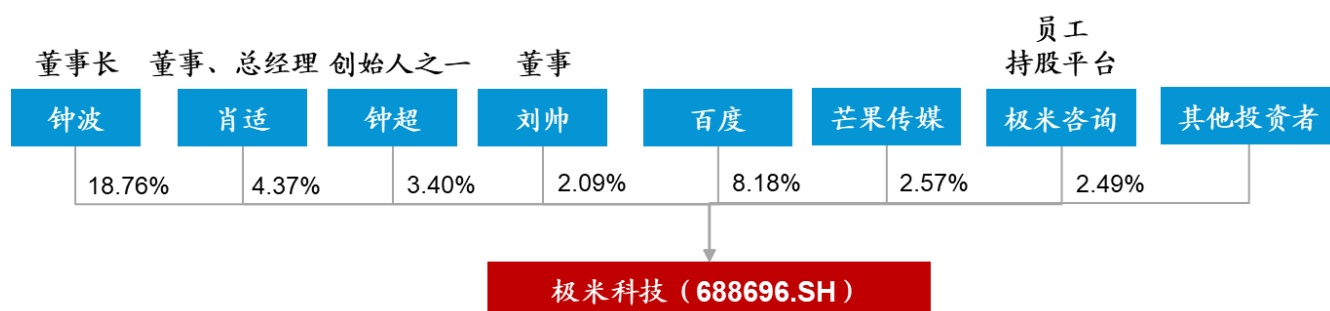 员工
董事长 董事、总经理 创始人之一 董事 持股平台
钟波 肖适 钟超 刘帅 百度 芒果传媒 极米咨询 其他投资者
18.76% 4.37% 3.40% 2.09% 8.18% 2.57% 2.49%
极米科技（688696.SH）